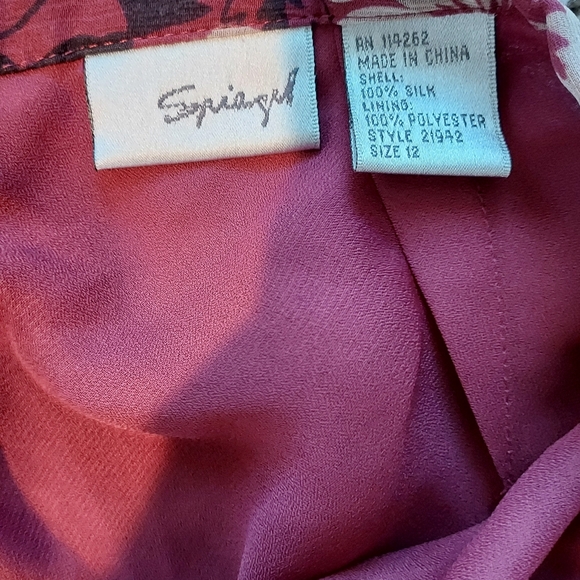 Spiegel
RN 114262
MADE IN CHINA
SHELL:
100% SILK
LINING:
100% POLYESTER
STYLE 21942
SIZE 12